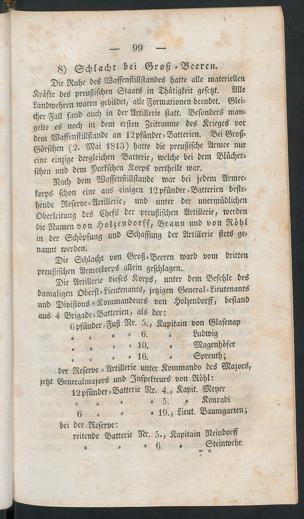 — 99 —
8) Schlacht bei Groß-Beeren.
Die Ruhe des Waffenstillstandes hatte alle materiellen
Kräfte des preußischen Staats in Thätigkeit gesetzt. Alle
Landwehren waren gebildet, alle Formationen beendet. Glei-
cher Fall fand auch in der Artillerie statt. Besonders man-
gelte es noch in dem ersten Zeitraume des Krieges vor
dem Waffenstillstande an 12pfünder-Batterien. Bei Groß-
Görschen (2. Mai 1813) hatte die preußische Armee nur
eine einzige dergleichen Batterie, welche bei dem Blücher-
schen und dem Yorkschen Korps vertheilt war.
Nach dem Waffenstillstande war bei jedem Armee-
korps schon eine aus einigen 12pfünder-Batterien beste-
hende Reserve-Artillerie, und unter der unermüdlichen
Oberleitung des Chefs der preußischen Artillerie, werden
die Namen von Holzendorff, Braun und von Röhl
in der Schöpfung und Schaffung der Artillerie stets ge-
nannt werden.
Die Schlacht von Groß-Beeren ward vom dritten
preußischen Armeekorps allein geschlagen.
Die Artillerie dieses Korps, unter dem Befehle des
damaligen Oberst-Lieutenants, jetzigen General-Lieutenants
und Divisions-Kommandeurs von Holzendorff, bestand
aus 4 Brigade-Batterien, als der:
6pfünder-Fuß Nr. 5., Kapitain von Glasenap
„ „ „ 6. „ Ludwig
„ „ „ 10. „ Magenhöfer
„ „ „ 16. „ Spreuth;
der Reserve-Artillerie unter Kommando des Majors,
jetzt Generalmajors und Inspekteurs von Röhl:
12pfünder-Batterie Nr. 4., Kapit. Meyer
„ „ „ 5. „ Konradi
6 „ „ „ 19., Lieut. Baumgarten;
bei der Reserve:
reitende Batterie Nr. 5., Kapitain Neindorff
„ „ „ 6. „ Steinwehr.
7*